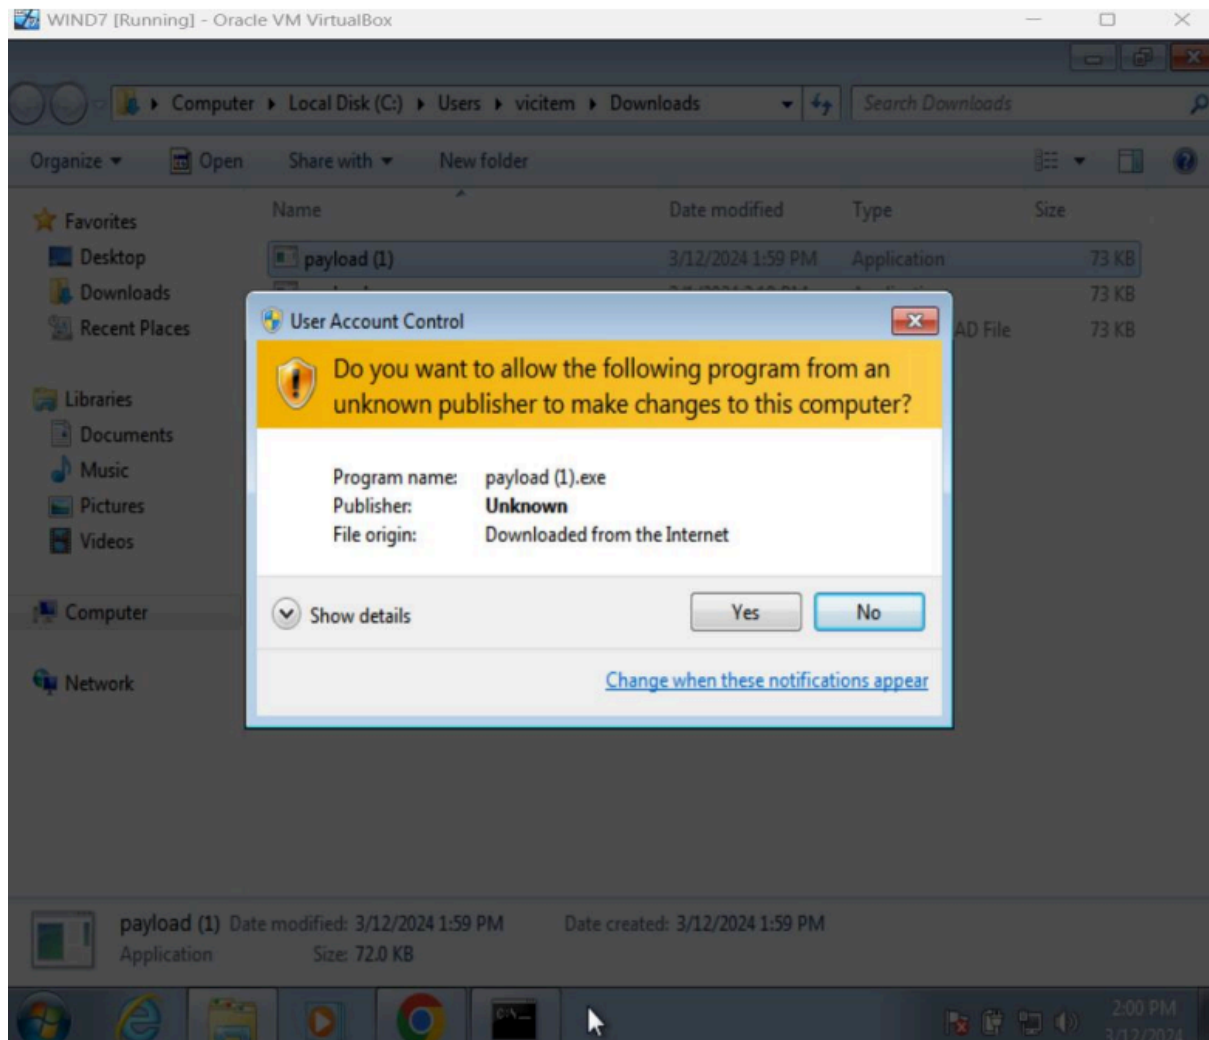 WIND7 [Running] - Oracle VM VirtualBox
Computer Local Disk (C:) Users vicitem Downloads Search Downloads
Organize Open Share with New folder
Name Date modified Type Size
Favorites
Desktop
Downloads
Recent Places
Libraries
Documents
Music
Pictures
Videos
Computer
Network
payload (1) 3/12/2024 1:59 PM Application 73 KB
73 KB
AD File 73 KB
User Account Control
Do you want to allow the following program from an
unknown publisher to make changes to this computer?
Program name: payload (1).exe
Publisher: Unknown
File origin: Downloaded from the Internet
Show details Yes No
Change when these notifications appear
payload (1) Date modified: 3/12/2024 1:59 PM Date created: 3/12/2024 1:59 PM
Application Size: 72.0 KB
2:00 PM
3/12/2024